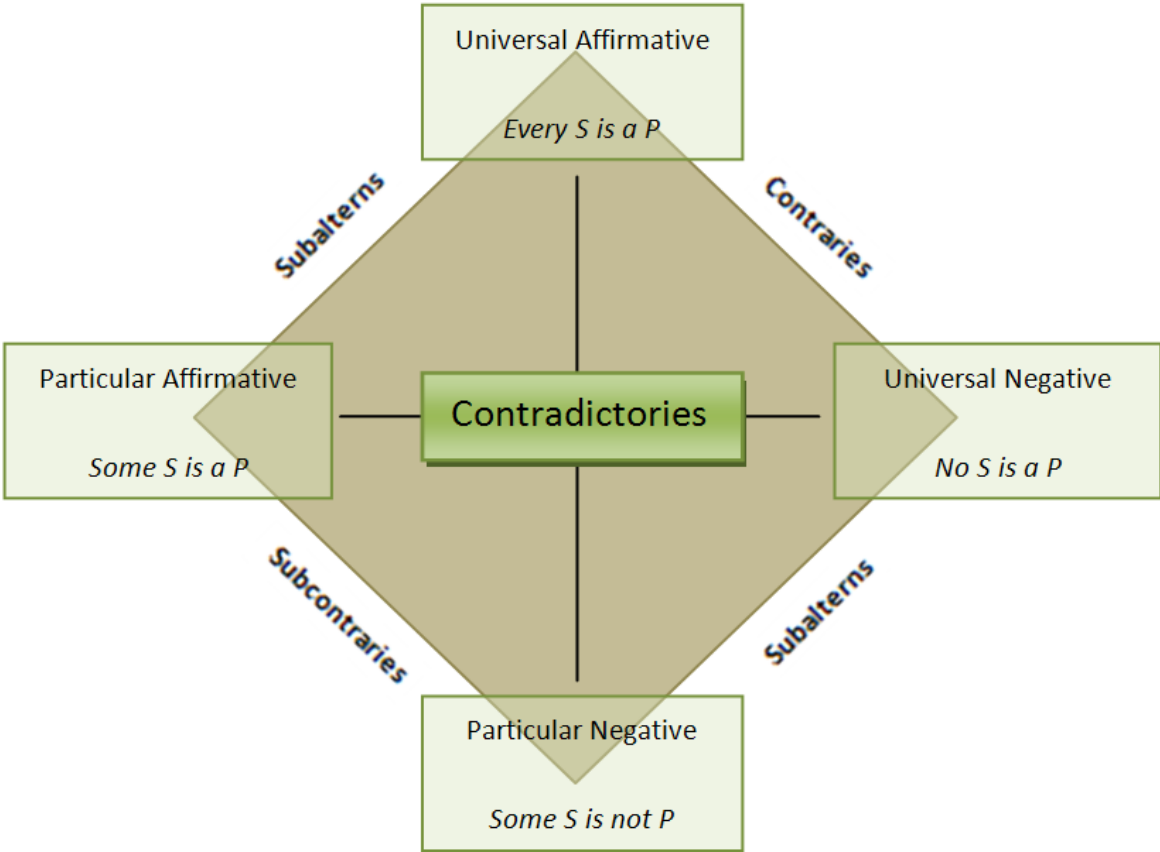 Universal Affirmative
Every S is a P
Subalterns
Contraries
Particular Affirmative
Some S is a P
Contradictories
Universal Negative
No S is a P
Subcontraries
Subalterns
Particular Negative
Some S is not P